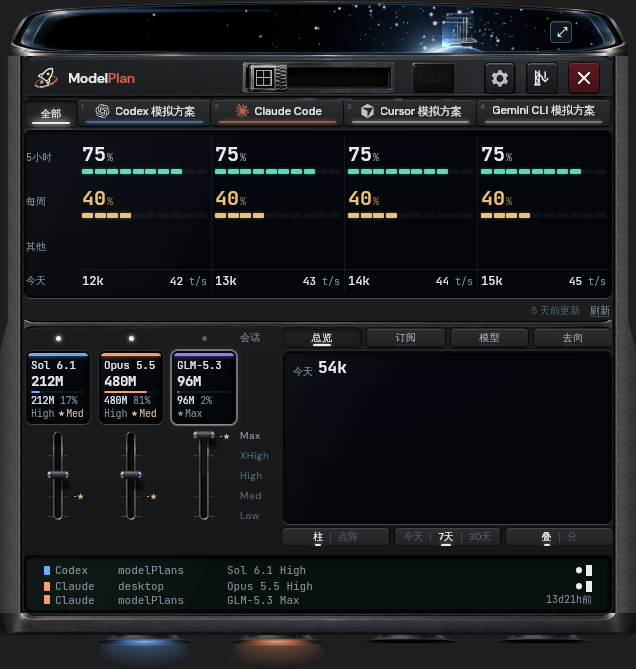 ModelPlan
ALERT
全部
1 Codex 模拟方案
2 Claude Code
3 Cursor 模拟方案
4 Gemini CLI 模拟方案
5小时 75% 75% 75% 75%
每周 40% 40% 40% 40%
其他
今天 12k 42 t/s 13k 43 t/s 14k 44 t/s 15k 45 t/s
5 天前更新 刷新
会话
总览 订阅 模型 去向
Sol 6.1
212M
212M 17%
High ★Med
Opus 5.5
480M
480M 81%
High ★Med
GLM-5.3
96M
96M 2%
★Max
今天 54k
Max
XHigh
High
Med
Low
柱 | 点阵 今天 | 7天 | 30天 叠 | 分
Codex modelPlans Sol 6.1 High
Claude desktop Opus 5.5 High
Claude modelPlans GLM-5.3 Max 13d21h前